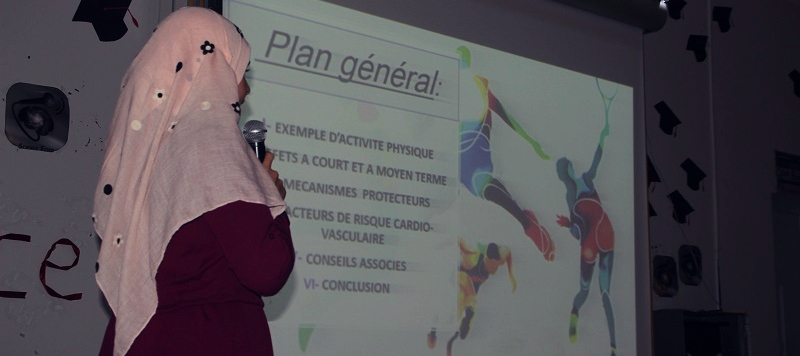 ce
Plan général:
- EXEMPLE D'ACTIVITE PHYSIQUE
A COURT ET A MOYEN TERME
MECANISMES PROTECTEURS
DE RISQUE CARDIO-
VASCULAIRE
- CONSEILS ASSOCIES
VI- CONCLUSION